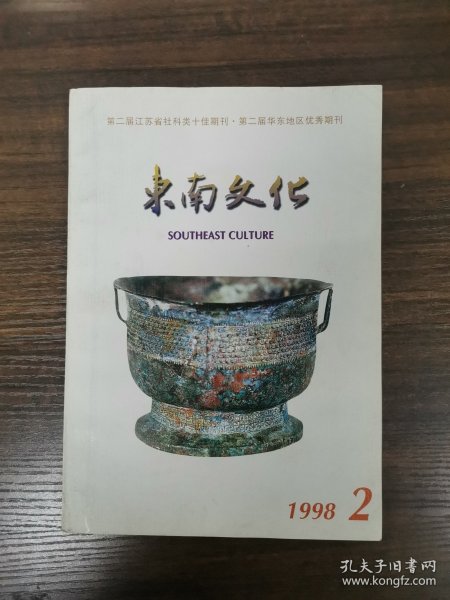 第二届江苏省社科类十佳期刊·第二届华东地区优秀期刊
东南文化
SOUTHEAST CULTURE
1998 2
孔夫子旧书网
www.kongfz.com